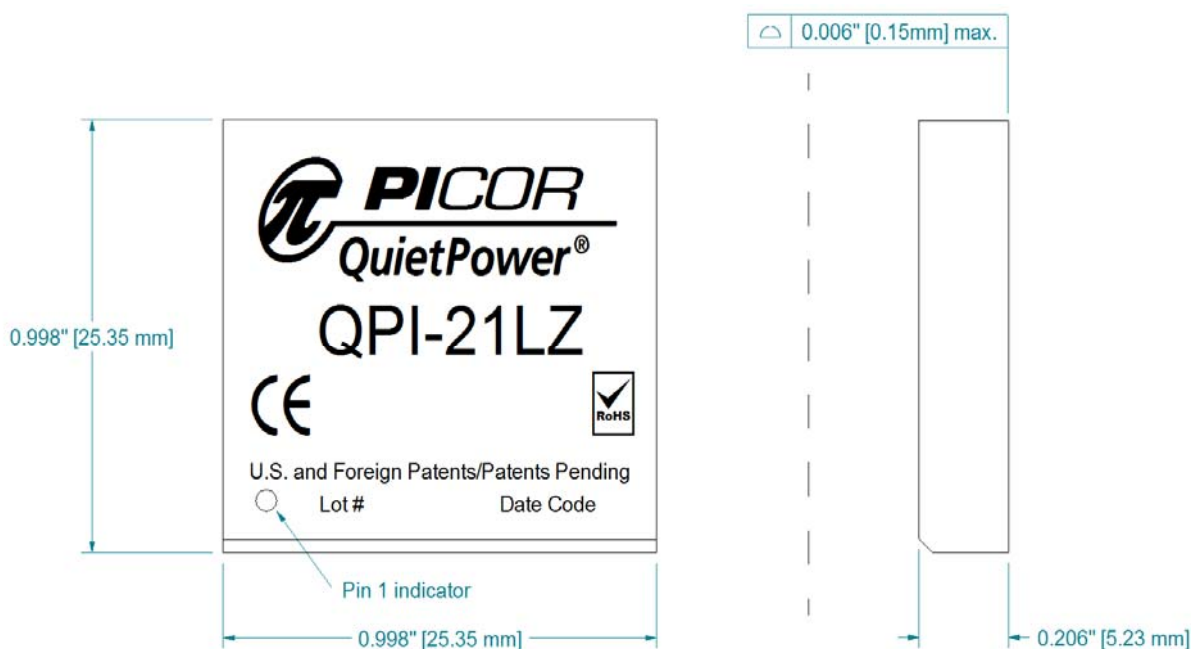 0.006" [0.15mm] max.
π PICOR
QuietPower®
QPI-21LZ
0.998" [25.35 mm]
CE
RoHS
U.S. and Foreign Patents/Patents Pending
Lot # Date Code
Pin 1 indicator
0.998" [25.35 mm]
0.206" [5.23 mm]